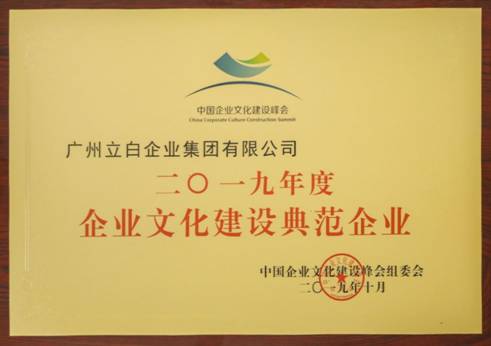 中国企业文化建设峰会
China Corporate Culture Construction Summit
广州立白企业集团有限公司
二〇一九年度
企业文化建设典范企业
中国企业文化建设峰会组委会
二〇一九年十月